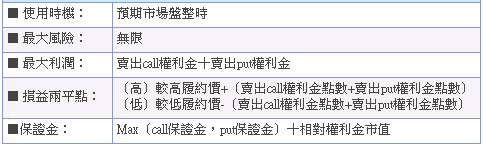 ■ 使用時機： 預期市場盤整時
■ 最大風險： 無限
■ 最大利潤： 賣出call權利金十賣出put權利金
■ 損益兩平點： （高）較高履約價+（賣出call權利金點數+賣出put權利金點數）
（低）較低履約價-（賣出call權利金點數+賣出put權利金點數）
■保證金： Max（call保證金，put保證金）十相對權利金市值